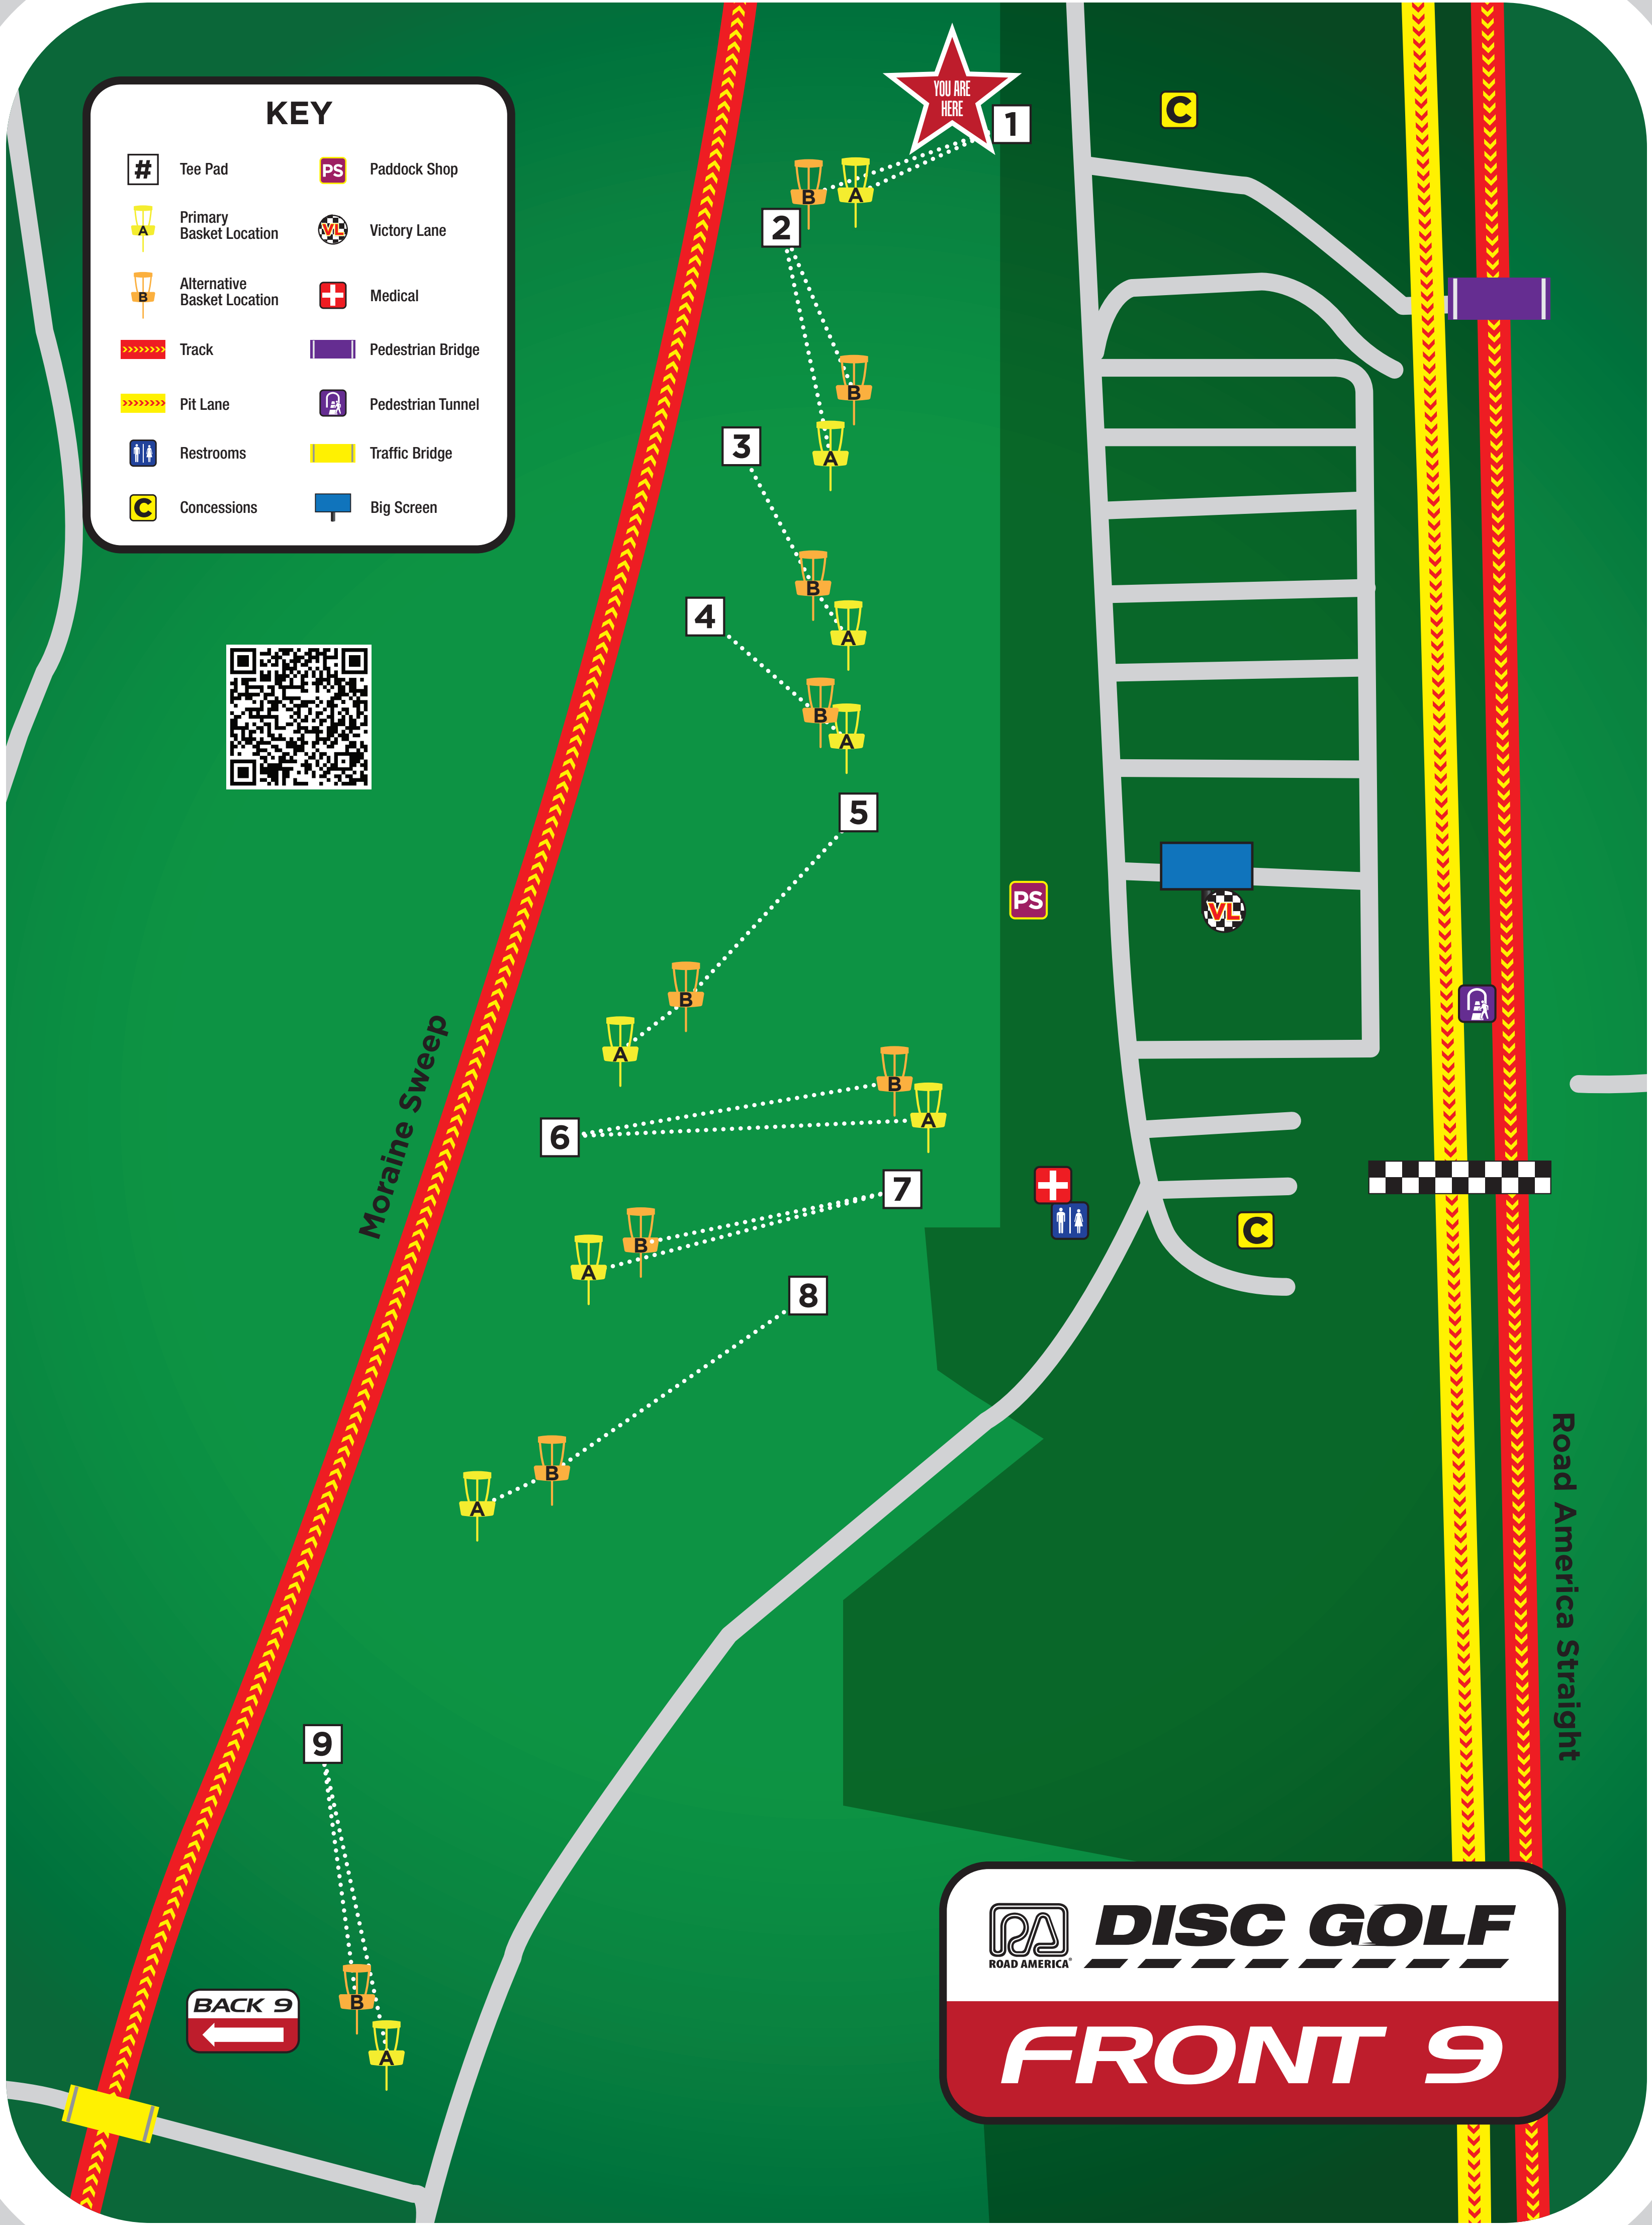 KEY
# Tee Pad
A Primary
Basket Location
B Alternative
Basket Location
Track
Pit Lane
Restrooms
C Concessions
PS Paddock Shop
VL Victory Lane
Medical
Pedestrian Bridge
Pedestrian Tunnel
Traffic Bridge
Big Screen
YOU ARE
HERE
1
C
B
A
2
B
A
3
B
A
4
B
A
5
PS
VL
B
A
B
A
6
Moraine Sweep
7
B
A
C
8
B
A
Road America Straight
9
B
A
BACK 9
ROAD AMERICA®
DISC GOLF
FRONT 9